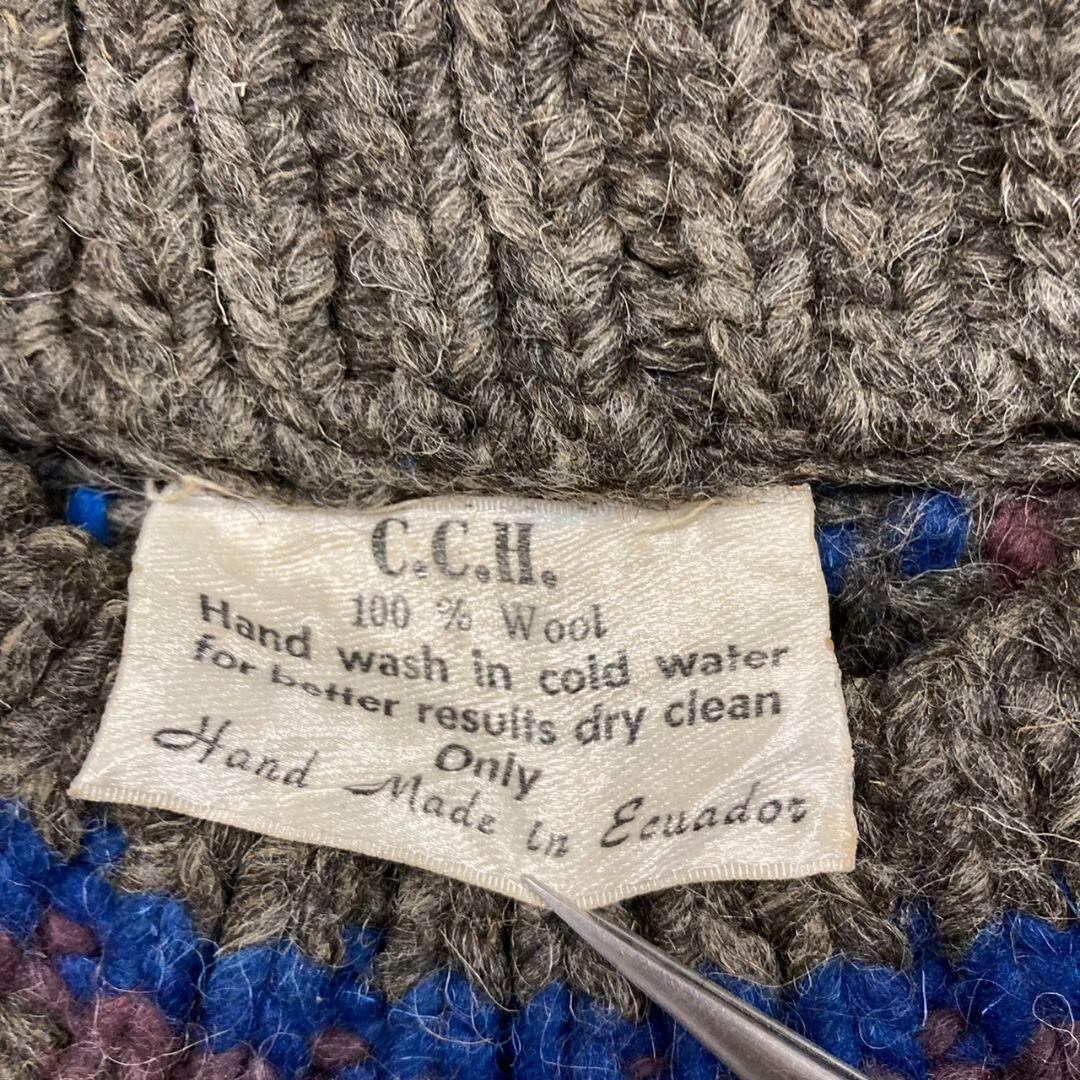 C.C.H.
100 % Wool
Hand wash in cold water
for better results dry clean
Only
Hand Made in Ecuador